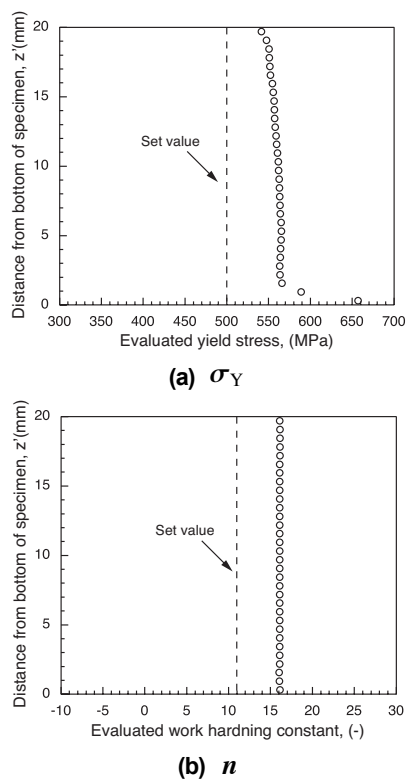 20
15
10
5
0
Distance from bottom of specimen, z'(mm)
Set value
300 350 400 450 500 550 600 650 700
Evaluated yield stress, (MPa)
(a) σY
20
15
10
5
0
Distance from bottom of specimen, z'(mm)
Set value
-10 -5 0 5 10 15 20 25 30
Evaluated work hardning constant, (-)
(b) n